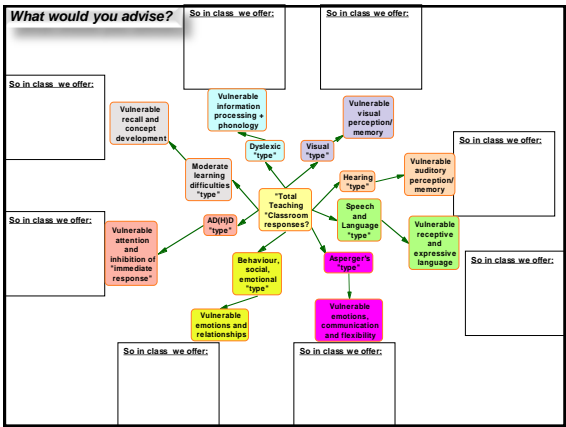 What would you advise?
So in class we offer:
So in class we offer:
So in class we offer:
Vulnerable
information
processing +
phonology
Vulnerable
visual
perception/
memory
Vulnerable
recall and
concept
development
So in class we offer:
Dyslexic
"type"
Visual
"type"
Vulnerable
auditory
perception/
memory
Moderate
learning
difficulties
"type"
Hearing
"type"
"Total
Teaching
"Classroom
responses?
Speech
and
Language
"type"
So in class we offer:
AD(H)D
"type"
Vulnerable
attention
and
inhibition of
"immediate
response"
Vulnerable
receptive
and
expressive
language
Behaviour,
social,
emotional
"type"
Asperger's
"type"
So in class we offer:
Vulnerable
emotions and
relationships
Vulnerable
emotions,
communication
and flexibility
So in class we offer:
So in class we offer: